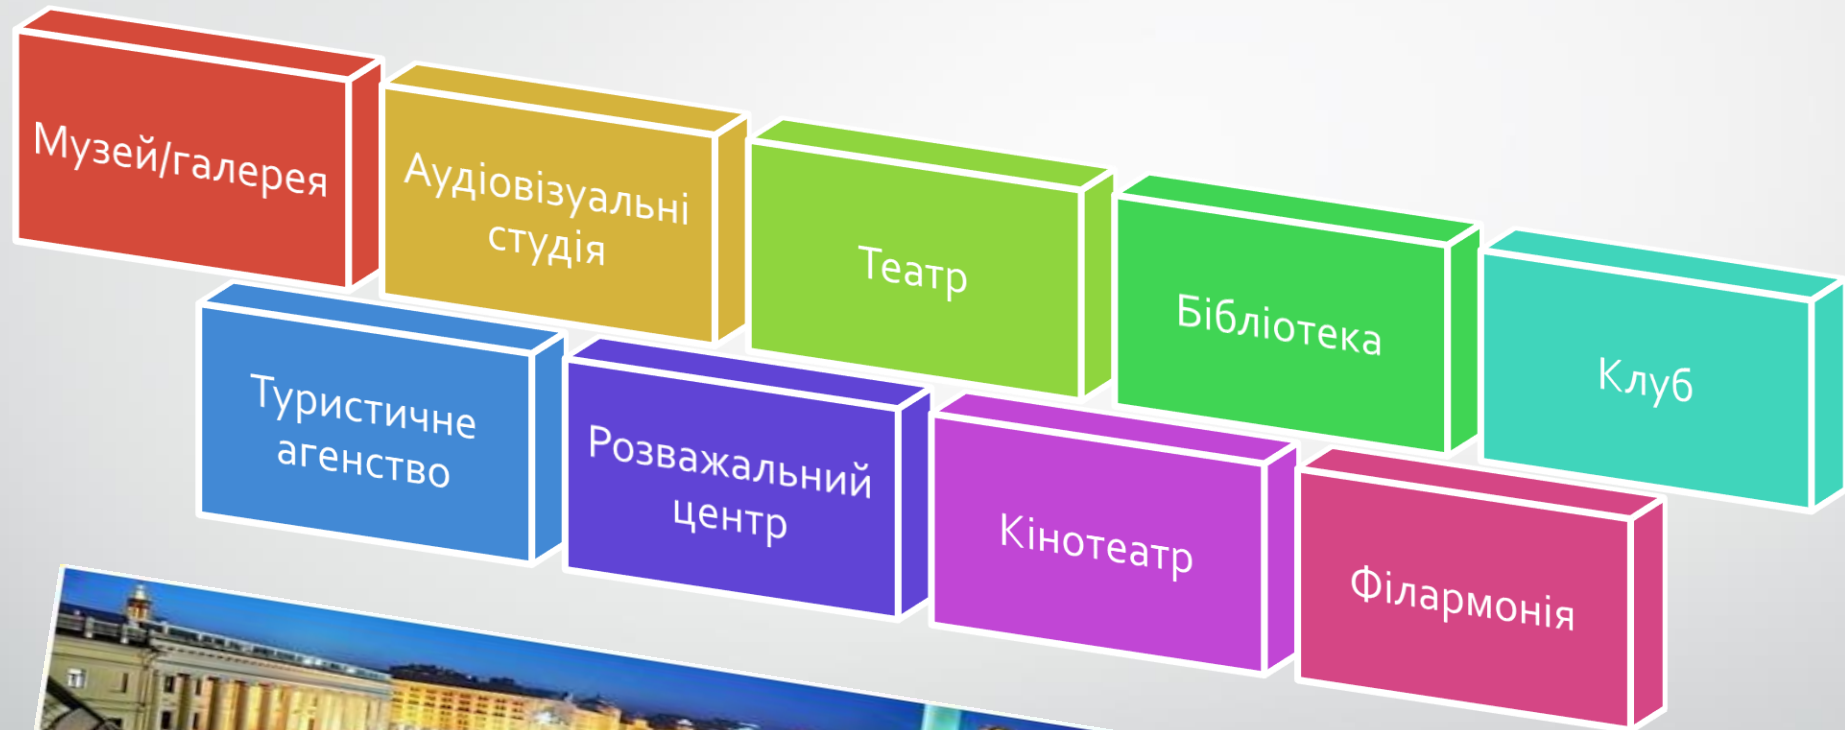 Музей/галерея
Аудіовізуальні
студія
Театр
Бібліотека
Клуб
Туристичне
агенство
Розважальний
центр
Кінотеатр
Філармонія